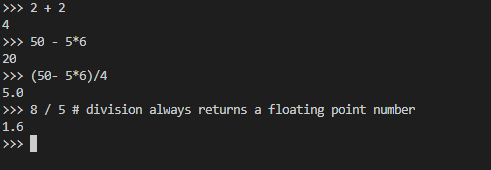 >>> 2 + 2
4
>>> 50 - 5*6
20
>>> (50- 5*6)/4
5.0
>>> 8 / 5 # division always returns a floating point number
1.6
>>>